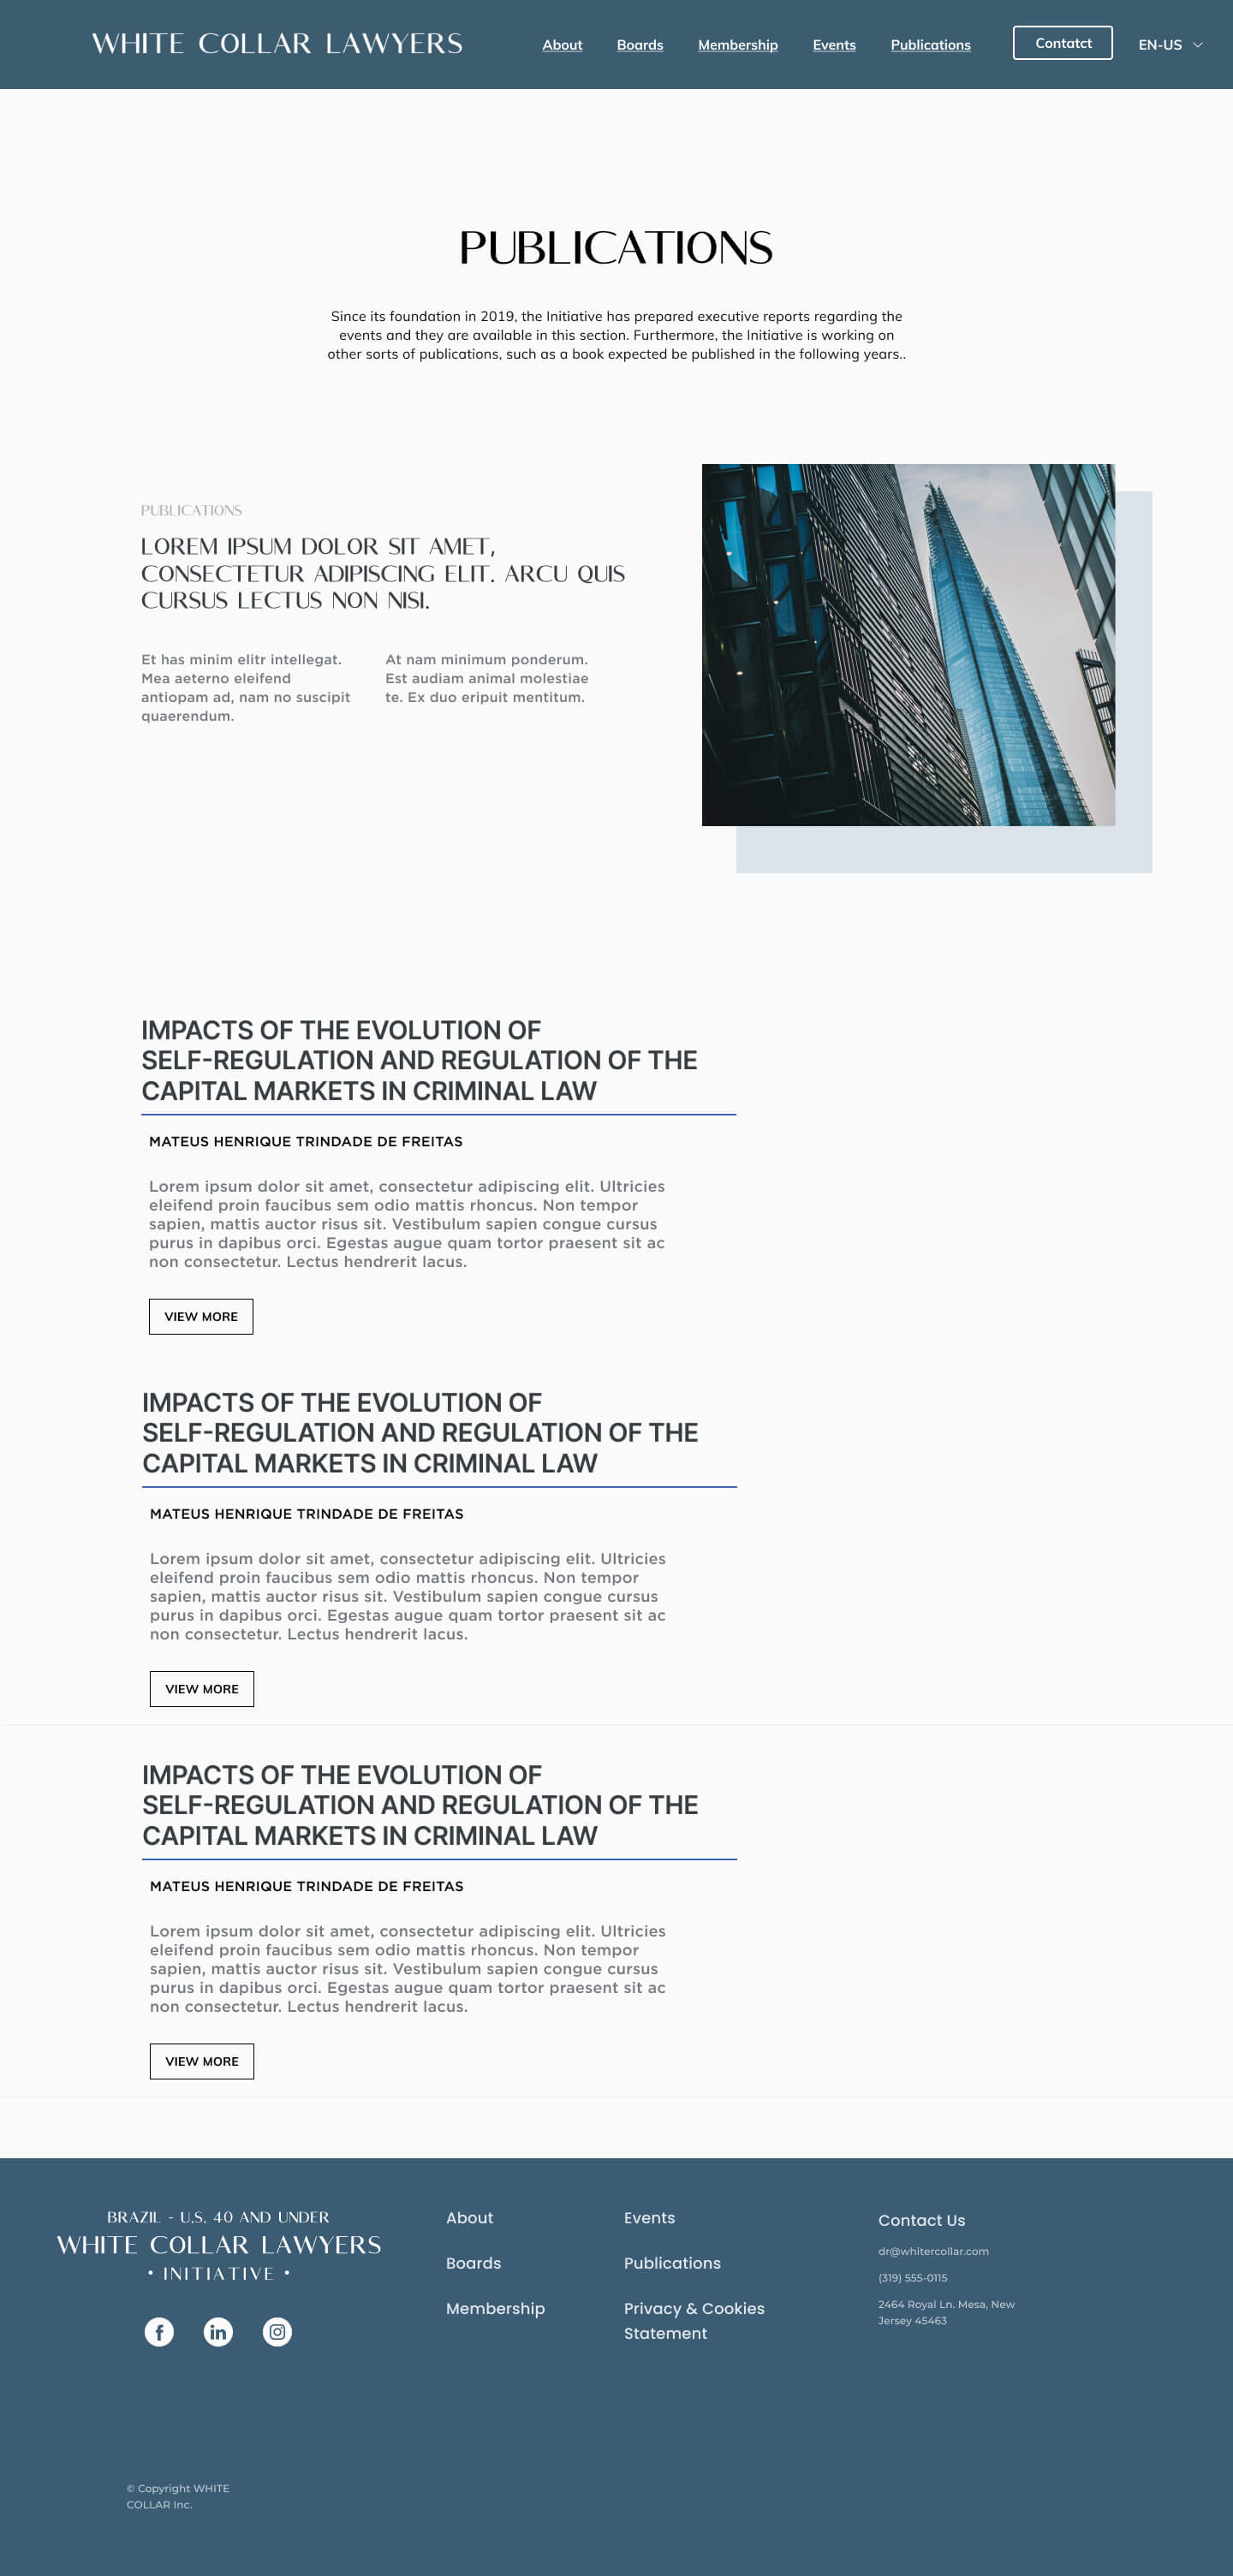 WHITE COLLAR LAWYERS
About Boards Membership Events Publications Contatct EN-US
PUBLICATIONS
Since its foundation in 2019, the Initiative has prepared executive reports regarding the
events and they are available in this section. Furthermore, the Initiative is working on
other sorts of publications, such as a book expected be published in the following years..
PUBLICATIONS
LOREM IPSUM DOLOR SIT AMET,
CONSECTETUR ADIPISCING ELIT. ARCU QUIS
CURSUS LECTUS NON NISI.
Et has minim elitr intellegat.
Mea aeterno eleifend
antiopam ad, nam no suscipit
quaerendum.
At nam minimum ponderum.
Est audiam animal molestiae
te. Ex duo eripuit mentitum.
IMPACTS OF THE EVOLUTION OF
SELF-REGULATION AND REGULATION OF THE
CAPITAL MARKETS IN CRIMINAL LAW
MATEUS HENRIQUE TRINDADE DE FREITAS
Lorem ipsum dolor sit amet, consectetur adipiscing elit. Ultricies
eleifend proin faucibus sem odio mattis rhoncus. Non tempor
sapien, mattis auctor risus sit. Vestibulum sapien congue cursus
purus in dapibus orci. Egestas augue quam tortor praesent sit ac
non consectetur. Lectus hendrerit lacus.
VIEW MORE
IMPACTS OF THE EVOLUTION OF
SELF-REGULATION AND REGULATION OF THE
CAPITAL MARKETS IN CRIMINAL LAW
MATEUS HENRIQUE TRINDADE DE FREITAS
Lorem ipsum dolor sit amet, consectetur adipiscing elit. Ultricies
eleifend proin faucibus sem odio mattis rhoncus. Non tempor
sapien, mattis auctor risus sit. Vestibulum sapien congue cursus
purus in dapibus orci. Egestas augue quam tortor praesent sit ac
non consectetur. Lectus hendrerit lacus.
VIEW MORE
IMPACTS OF THE EVOLUTION OF
SELF-REGULATION AND REGULATION OF THE
CAPITAL MARKETS IN CRIMINAL LAW
MATEUS HENRIQUE TRINDADE DE FREITAS
Lorem ipsum dolor sit amet, consectetur adipiscing elit. Ultricies
eleifend proin faucibus sem odio mattis rhoncus. Non tempor
sapien, mattis auctor risus sit. Vestibulum sapien congue cursus
purus in dapibus orci. Egestas augue quam tortor praesent sit ac
non consectetur. Lectus hendrerit lacus.
VIEW MORE
BRAZIL - U.S. 40 AND UNDER
WHITE COLLAR LAWYERS
• INITIATIVE •
About
Boards
Membership
Events
Publications
Privacy & Cookies
Statement
Contact Us
dr@whitercollar.com
(319) 555-0115
2464 Royal Ln. Mesa, New
Jersey 45463
© Copyright WHITE
COLLAR Inc.